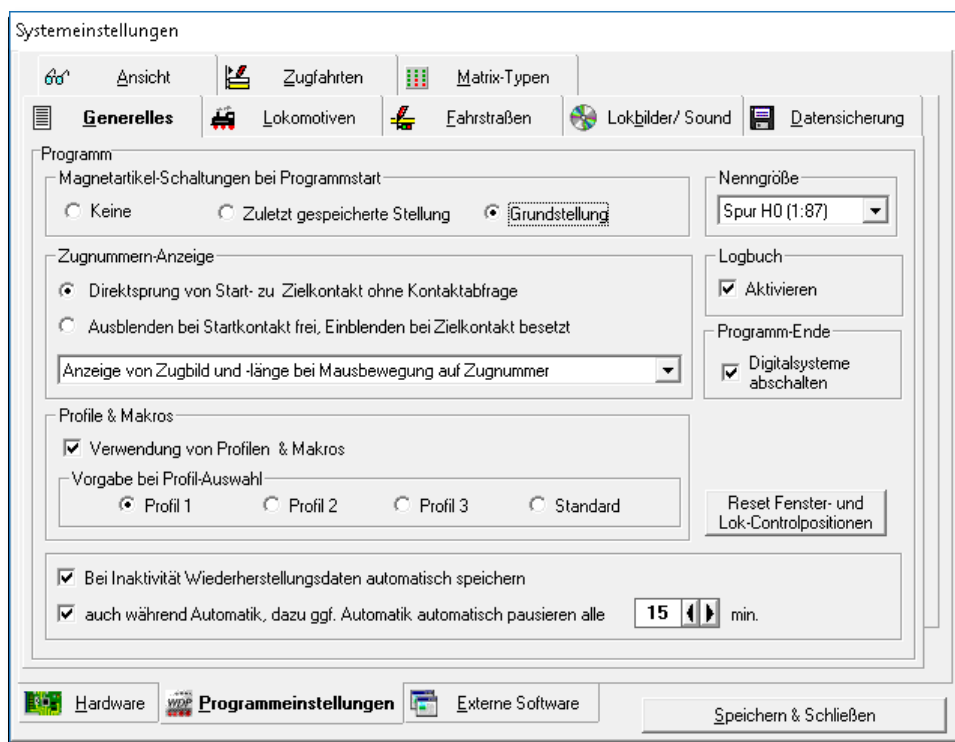 Systemeinstellungen
Ansicht Zugfahrten Matrix-Typen
Generelles Lokomotiven Fahrstraßen Lokbilder/ Sound Datensicherung
Programm
Magnetartikel-Schaltungen bei Programmstart
Keine Zuletzt gespeicherte Stellung Grundstellung
Nenngröße
Spur H0 (1:87)
Zugnummern-Anzeige
Direktsprung von Start- zu Zielkontakt ohne Kontaktabfrage
Ausblenden bei Startkontakt frei, Einblenden bei Zielkontakt besetzt
Anzeige von Zugbild und -länge bei Mausbewegung auf Zugnummer
Logbuch
Aktivieren
Programm-Ende
Digitalsysteme
abschalten
Profile & Makros
Verwendung von Profilen & Makros
Vorgabe bei Profil-Auswahl
Profil 1 Profil 2 Profil 3 Standard
Reset Fenster- und
Lok-Controlpositionen
Bei Inaktivität Wiederherstellungsdaten automatisch speichern
auch während Automatik, dazu ggf. Automatik automatisch pausieren alle 15 min.
Hardware WDP Programmeinstellungen Externe Software
Speichern & Schließen